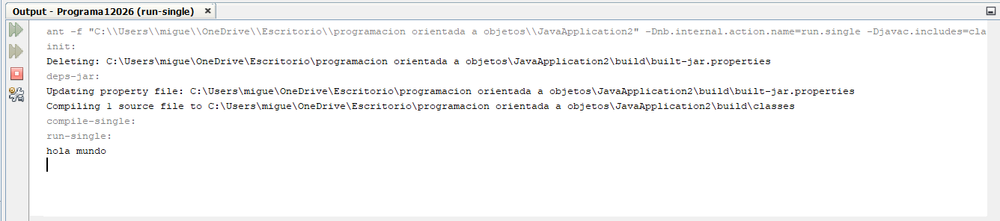 Output - Programa12026 (run-single)
ant -f "C:\\Users\\migue\\OneDrive\\Escritorio\\programacion orientada a objetos\\JavaApplication2" -Dnb.internal.action.name=run.single -Djavac.includes=cla
init:
Deleting: C:\Users\migue\OneDrive\Escritorio\programacion orientada a objetos\JavaApplication2\build\built-jar.properties
deps-jar:
Updating property file: C:\Users\migue\OneDrive\Escritorio\programacion orientada a objetos\JavaApplication2\build\built-jar.properties
Compiling 1 source file to C:\Users\migue\OneDrive\Escritorio\programacion orientada a objetos\JavaApplication2\build\classes
compile-single:
run-single:
hola mundo